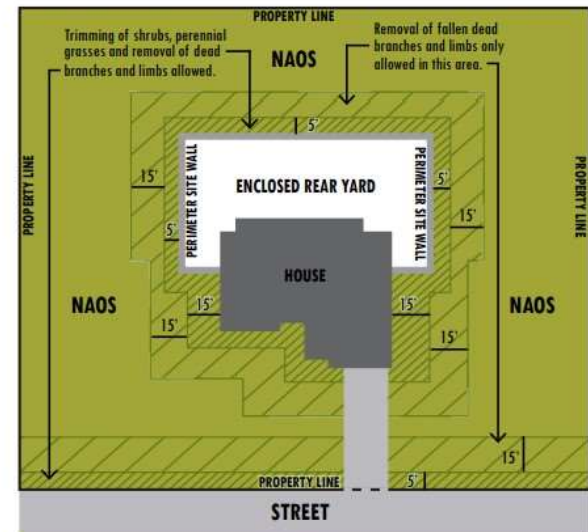 PROPERTY LINE
Trimming of shrubs, perennial
grasses and removal of dead
branches and limbs allowed.
Removal of fallen dead
branches and limbs only
allowed in this area.
NAOS
5'
PROPERTY LINE
15'
PERIMETER SITE WALL
ENCLOSED REAR YARD
PERIMETER SITE WALL
5'
PROPERTY LINE
15'
5'
HOUSE
NAOS
15'
15'
NAOS
15'
15'
15'
PROPERTY LINE
5'
STREET